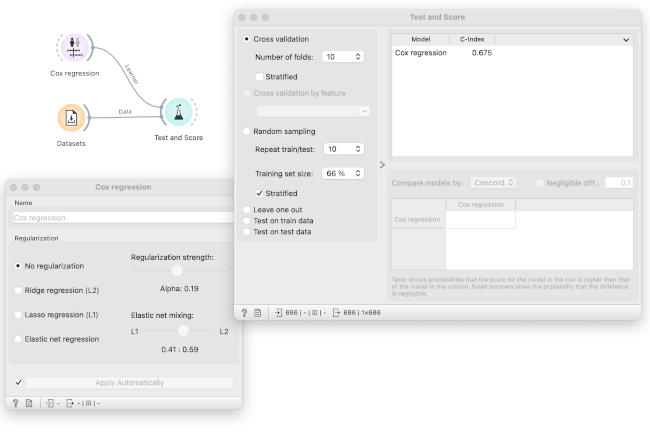 Cox regression
Learner
Data
Datasets
Test and Score
Test and Score
Cross validation
Number of folds: 10
Stratified
Cross validation by feature
Random sampling
Repeat train/test: 10
Training set size: 66 %
Stratified
Leave one out
Test on train data
Test on test data
Model C-Index
Cox regression 0.675
Compare models by: Concord Negligible diff.: 0.1
Cox regression
Cox regression
Table shows probabilities that the score for the model in the row is higher than that
of the model in the column. Small numbers show the probability that the difference
is negligible.
? 686 | - | - 686 | 1×686
Cox regression
Name
Cox regression
Regularization
No regularization
Ridge regression (L2)
Lasso regression (L1)
Elastic net regression
Regularization strength:
Alpha: 0.19
Elastic net mixing:
L1 L2
0.41 : 0.59
Apply Automatically
? - - | -